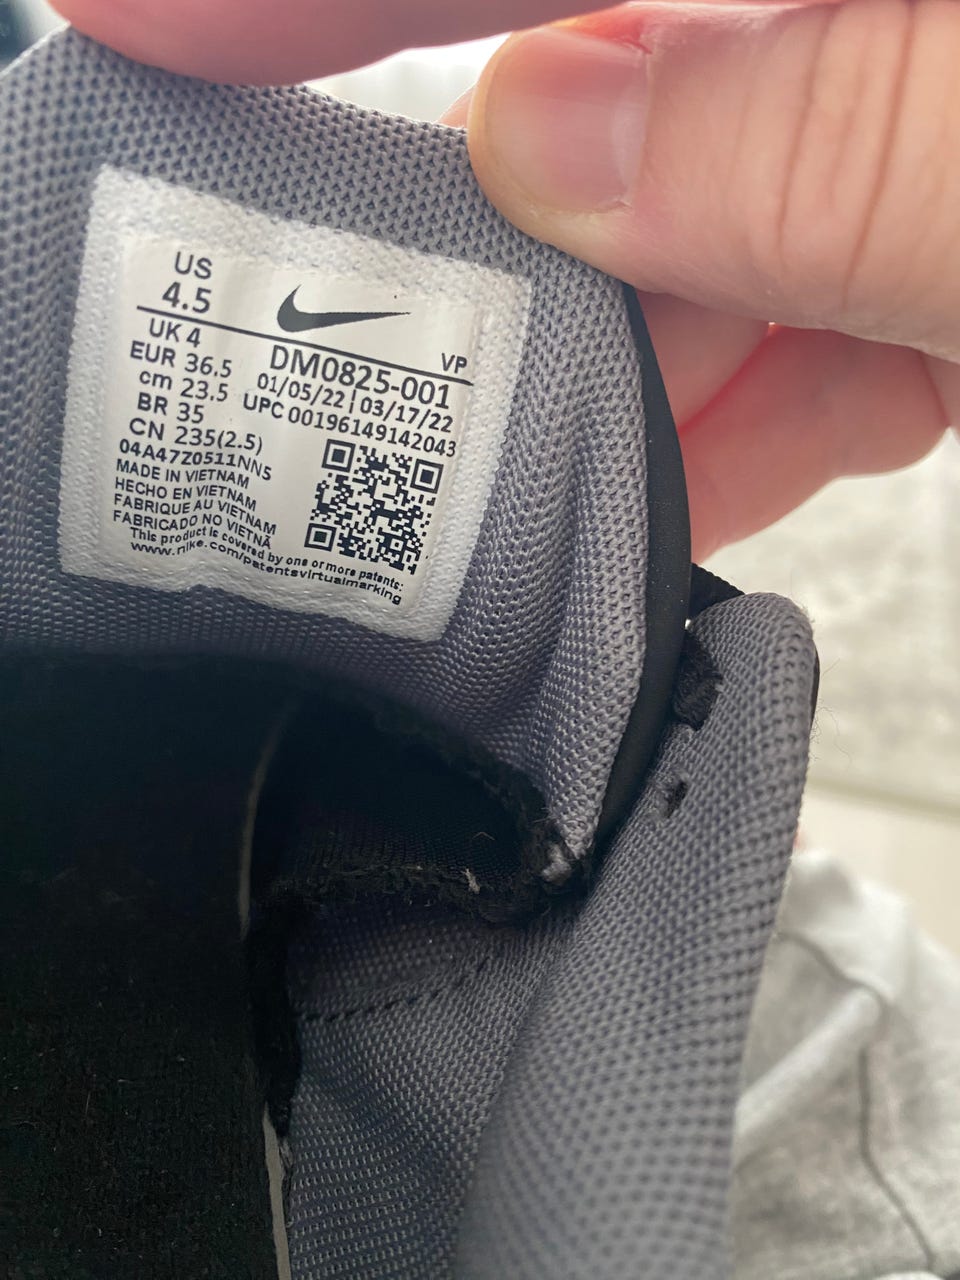 US
4.5
VP
UK 4
DM0825-001
EUR 36.5
01/05/22 | 03/17/22
cm 23.5
UPC 00196149142043
BR 35
CN 235(2.5)
04A47Z0511NN5
MADE IN VIETNAM
HECHO EN VIETNAM
FABRIQUE AU VIETNAM
FABRICADO NO VIETNÃ
This product is covered by one or more patents:
www.nike.com/patentsvirtualmarking